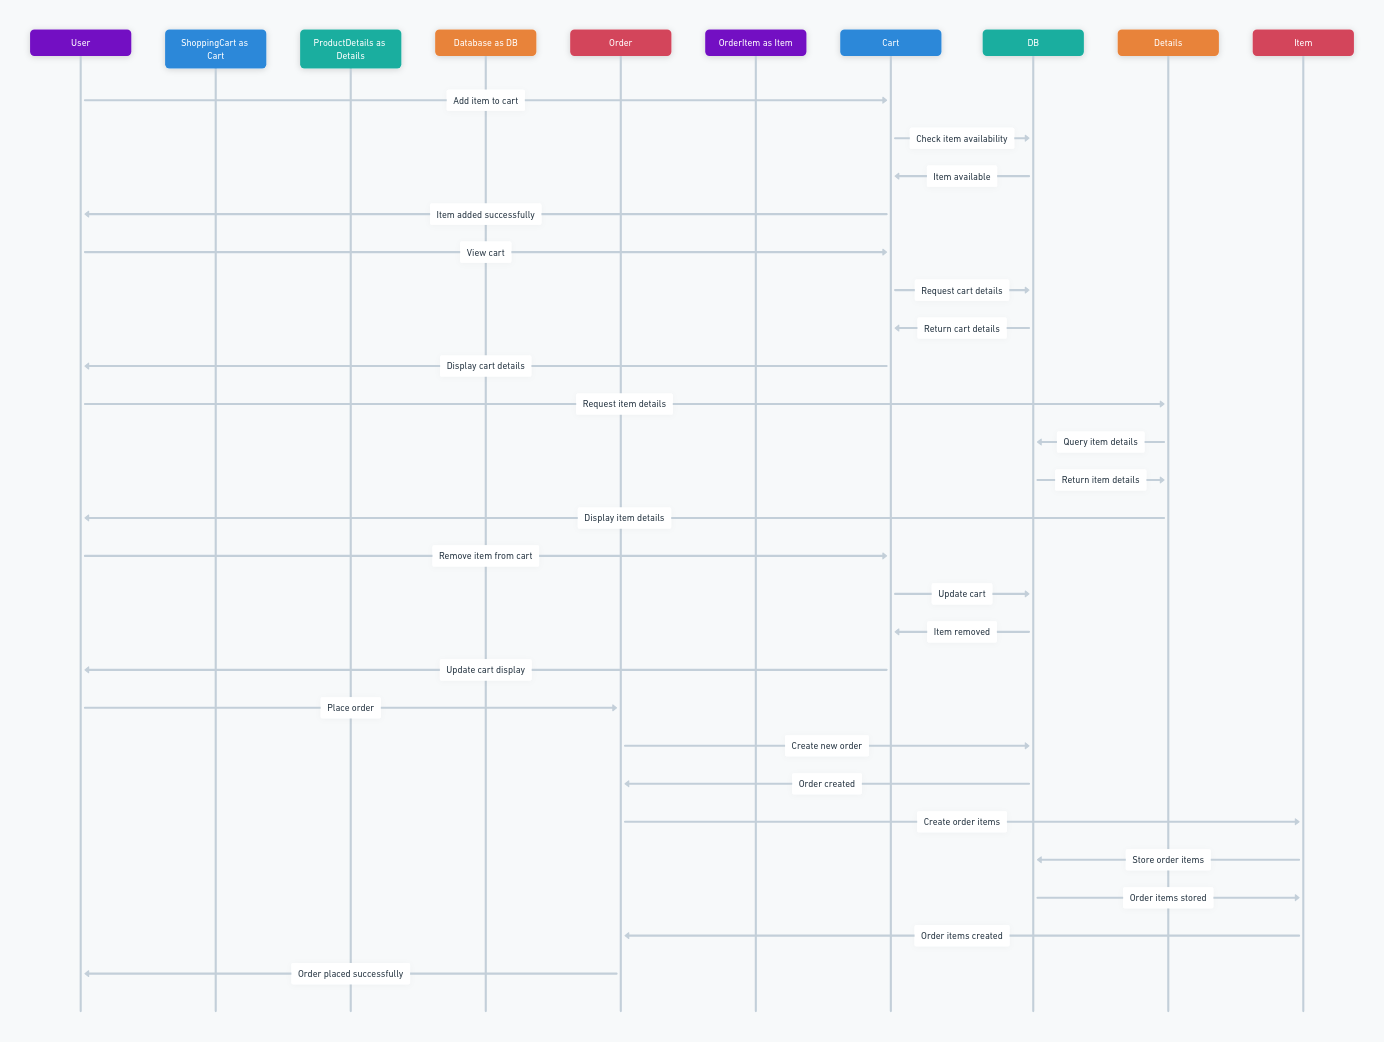 User
ShoppingCart as
Cart
ProductDetails as
Details
Database as DB
Order
OrderItem as Item
Cart
DB
Details
Item
Add item to cart
Check item availability
Item available
Item added successfully
View cart
Request cart details
Return cart details
Display cart details
Request item details
Query item details
Return item details
Display item details
Remove item from cart
Update cart
Item removed
Update cart display
Place order
Create new order
Order created
Create order items
Store order items
Order items stored
Order items created
Order placed successfully